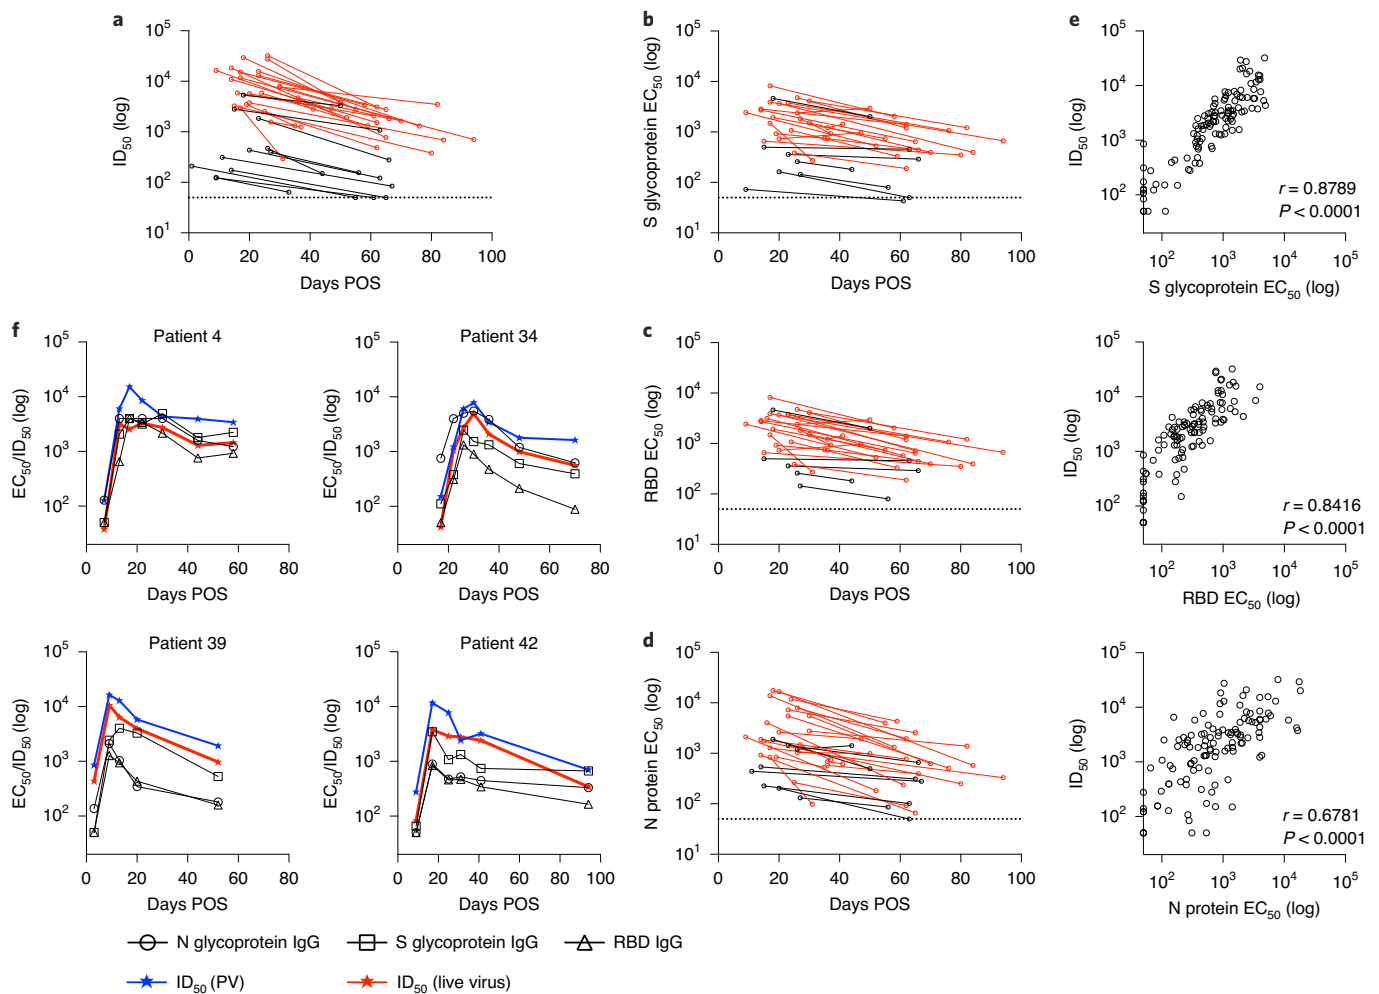 a
10^5
10^4
10^3
10^2
10^1
ID50 (log)
0 20 40 60 80 100
Days POS
b
10^5
10^4
10^3
10^2
10^1
S glycoprotein EC50 (log)
0 20 40 60 80 100
Days POS
e
10^5
10^4
10^3
10^2
ID50 (log)
r = 0.8789
P < 0.0001
10^2 10^3 10^4 10^5
S glycoprotein EC50 (log)
f
Patient 4
10^5
10^4
10^3
10^2
EC50/ID50 (log)
0 20 40 60 80
Days POS
Patient 34
10^5
10^4
10^3
10^2
EC50/ID50 (log)
0 20 40 60 80
Days POS
c
10^5
10^4
10^3
10^2
10^1
RBD EC50 (log)
0 20 40 60 80 100
Days POS
10^5
10^4
10^3
10^2
ID50 (log)
r = 0.8416
P < 0.0001
10^2 10^3 10^4 10^5
RBD EC50 (log)
Patient 39
10^5
10^4
10^3
10^2
EC50/ID50 (log)
0 20 40 60 80
Days POS
Patient 42
10^5
10^4
10^3
10^2
EC50/ID50 (log)
0 20 40 60 80 100
Days POS
d
10^5
10^4
10^3
10^2
10^1
N protein EC50 (log)
0 20 40 60 80 100
Days POS
10^5
10^4
10^3
10^2
ID50 (log)
r = 0.6781
P < 0.0001
10^2 10^3 10^4 10^5
N protein EC50 (log)
N glycoprotein IgG
S glycoprotein IgG
RBD IgG
ID50 (PV)
ID50 (live virus)